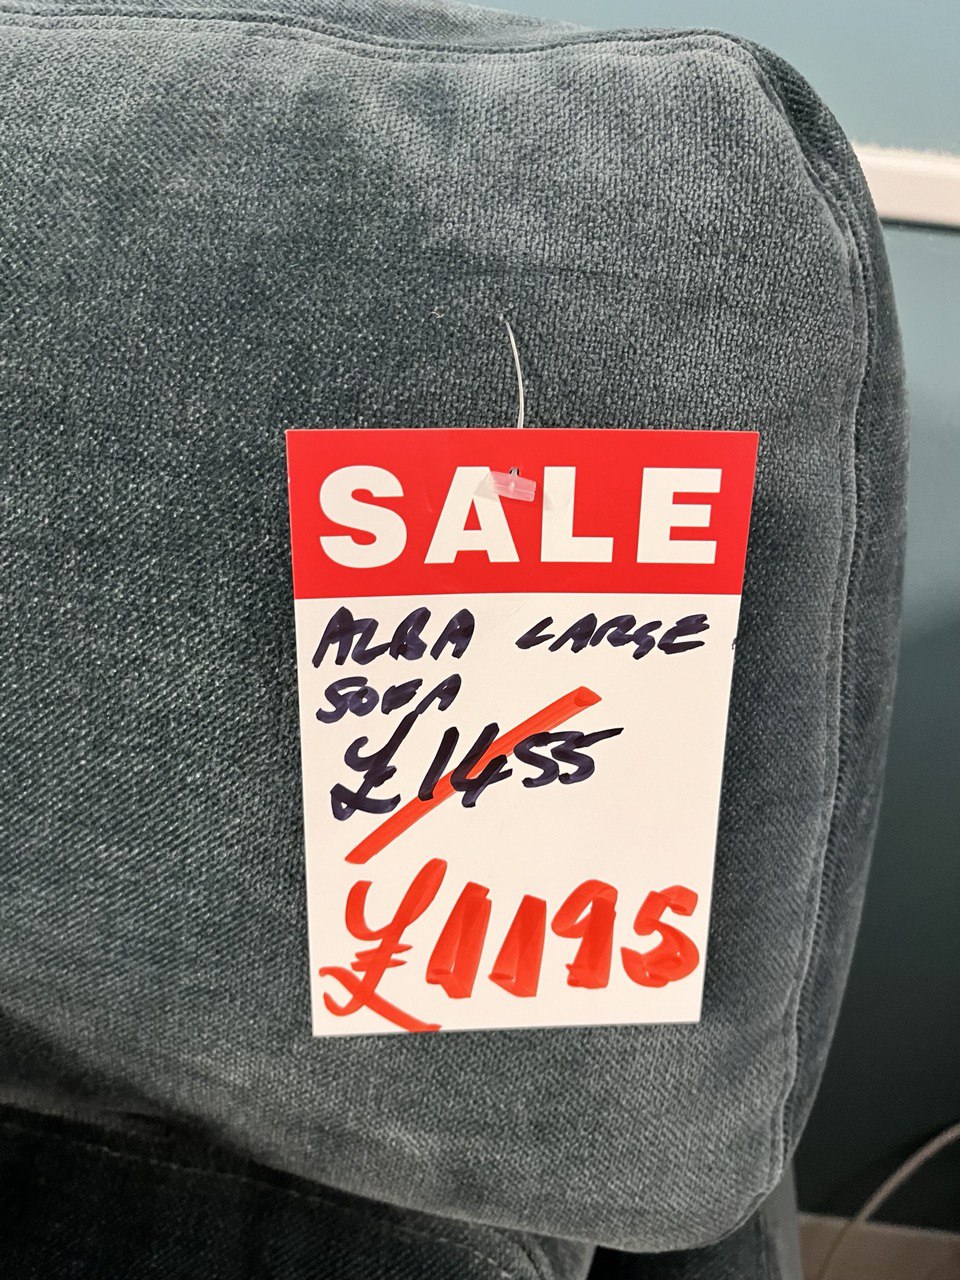 SALE
ALBA LARGE
SOFA
£1455
£1195